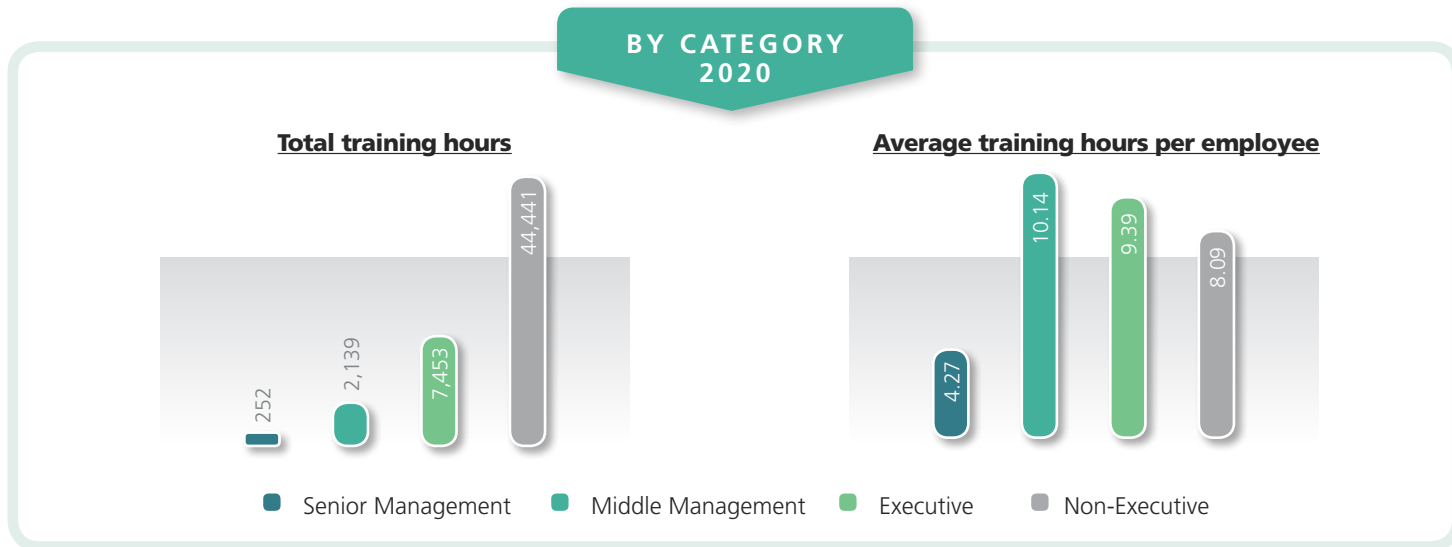 BY CATEGORY
2020
Total training hours
252
2,139
7,453
44,441
Average training hours per employee
4.27
10.14
9.39
8.09
Senior Management
Middle Management
Executive
Non-Executive